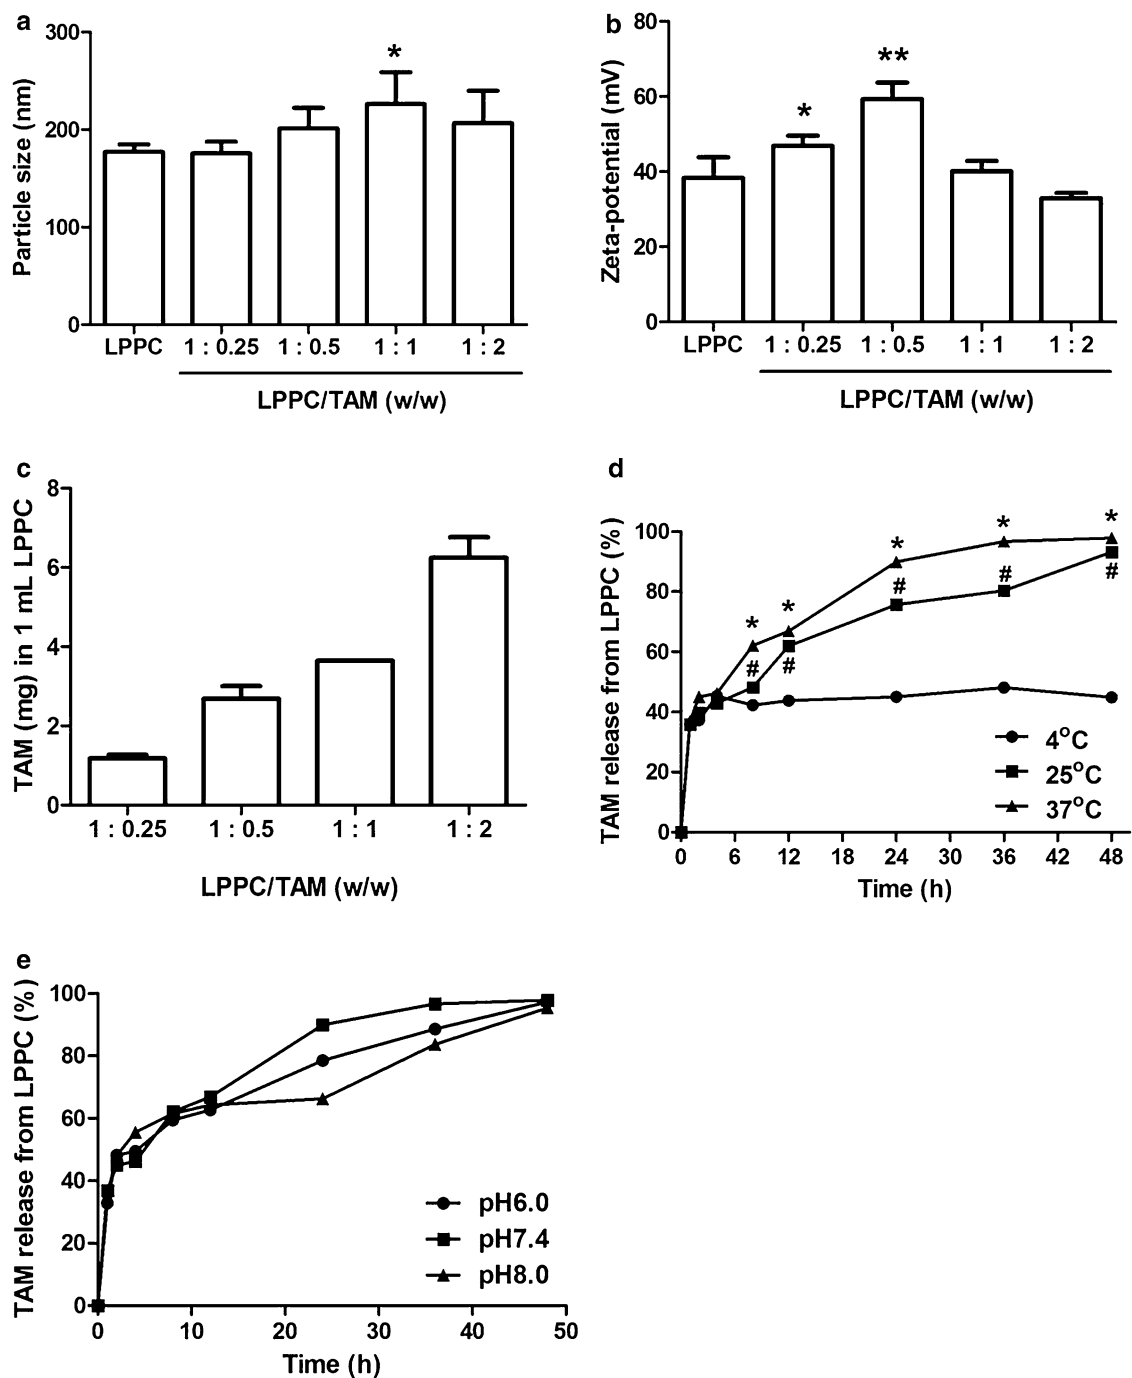 a
Particle size (nm)
300
200
100
0
*
LPPC
1 : 0.25
1 : 0.5
1 : 1
1 : 2
LPPC/TAM (w/w)
b
Zeta-potential (mV)
80
60
40
20
0
*
**
LPPC
1 : 0.25
1 : 0.5
1 : 1
1 : 2
LPPC/TAM (w/w)
c
TAM (mg) in 1 mL LPPC
8
6
4
2
0
1 : 0.25
1 : 0.5
1 : 1
1 : 2
LPPC/TAM (w/w)
d
TAM release from LPPC (%)
100
80
60
40
20
0
*
*
*
*
*
#
#
#
#
#
4°C
25°C
37°C
0
6
12
18
24
30
36
42
48
Time (h)
e
TAM release from LPPC (%)
100
80
60
40
20
0
pH6.0
pH7.4
pH8.0
0
10
20
30
40
50
Time (h)